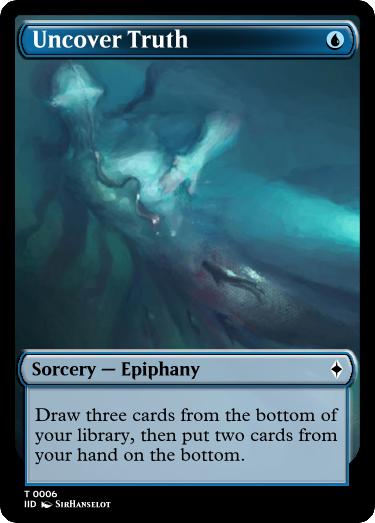 Uncover Truth
Sorcery — Epiphany
Draw three cards from the bottom of
your library, then put two cards from
your hand on the bottom.
T 0006
IID SirHanselot